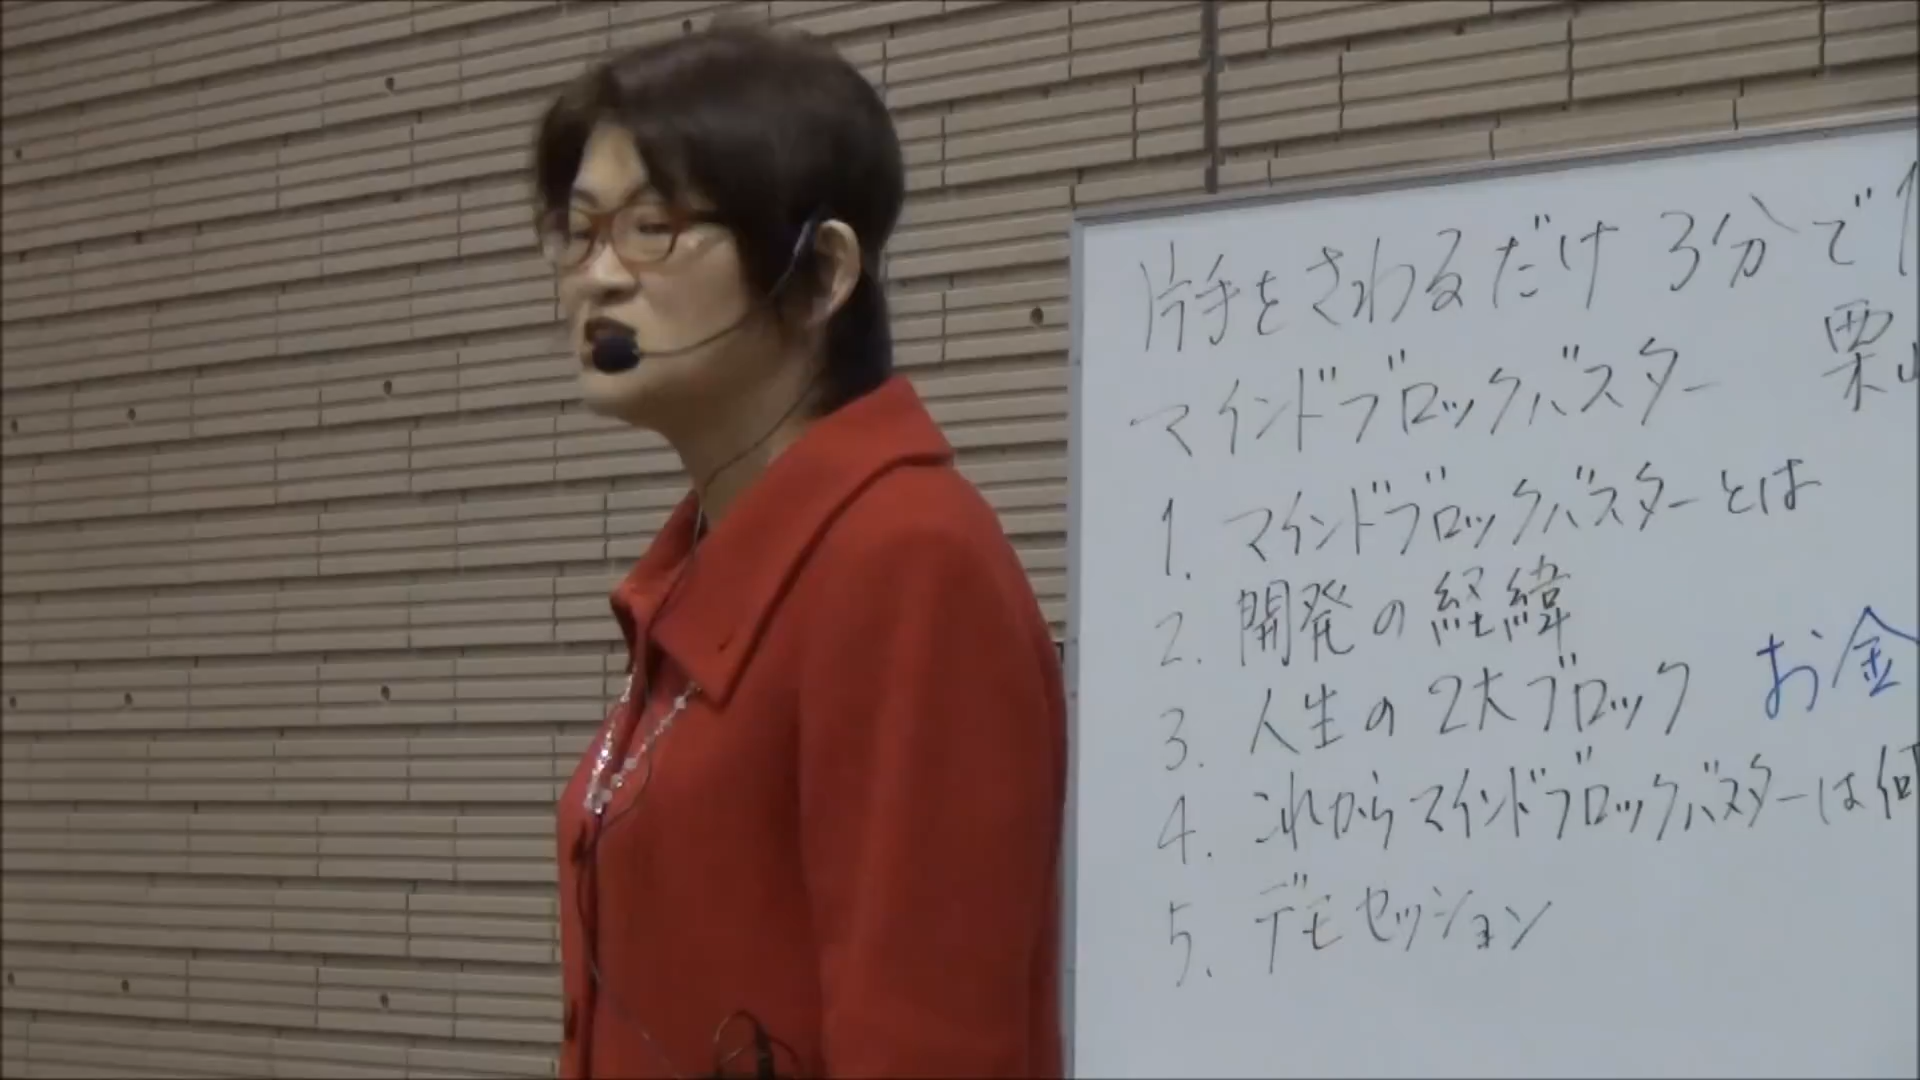 片手をさわるだけ 3分で
マインドブロックバスター 栗山
1. マインドブロックバスターとは
2. 開発の経緯
3. 人生の2大ブロック お金
4. これからマインドブロックバスターは何
5. デモセッション